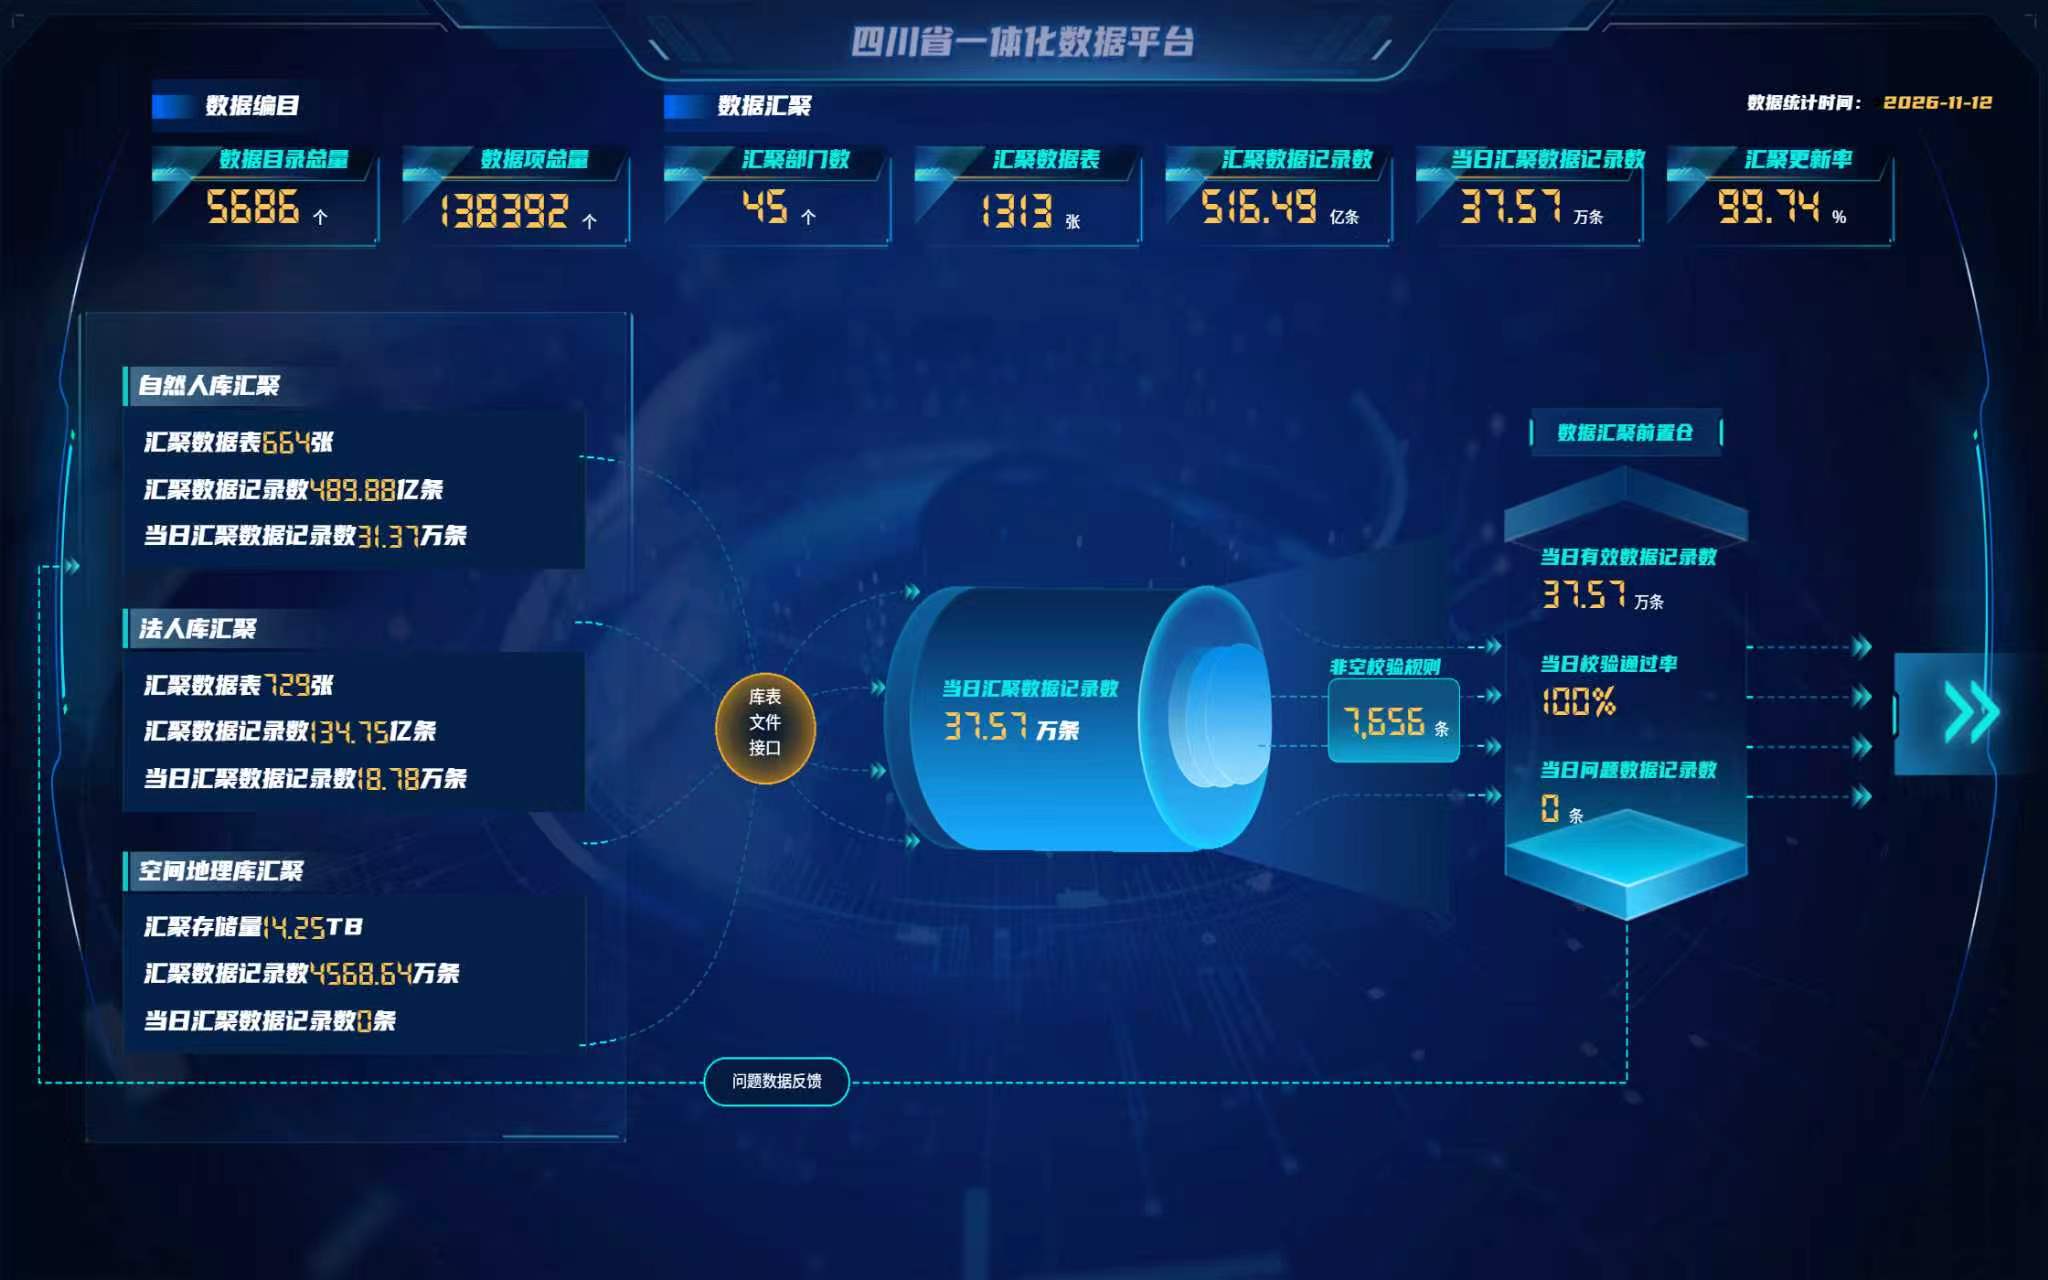 四川省一体化数据平台
数据统计时间： 2026-11-12
数据编目
数据目录总量
5686 个
数据项总量
138392 个
数据汇聚
汇聚部门数
45 个
汇聚数据表
1313 张
汇聚数据记录数
516.49 亿条
当日汇聚数据记录数
37.57 万条
汇聚更新率
99.74 %
自然人库汇聚
汇聚数据表664张
汇聚数据记录数489.88亿条
当日汇聚数据记录数31.37万条
法人库汇聚
汇聚数据表729张
汇聚数据记录数134.75亿条
当日汇聚数据记录数18.78万条
空间地理库汇聚
汇聚存储量14.25TB
汇聚数据记录数4568.64万条
当日汇聚数据记录数0条
库表
文件
接口
当日汇聚数据记录数
37.57 万条
非空校验规则
7,656 条
数据汇聚前置仓
当日有效数据记录数
37.57 万条
当日校验通过率
100%
当日问题数据记录数
0 条
问题数据反馈